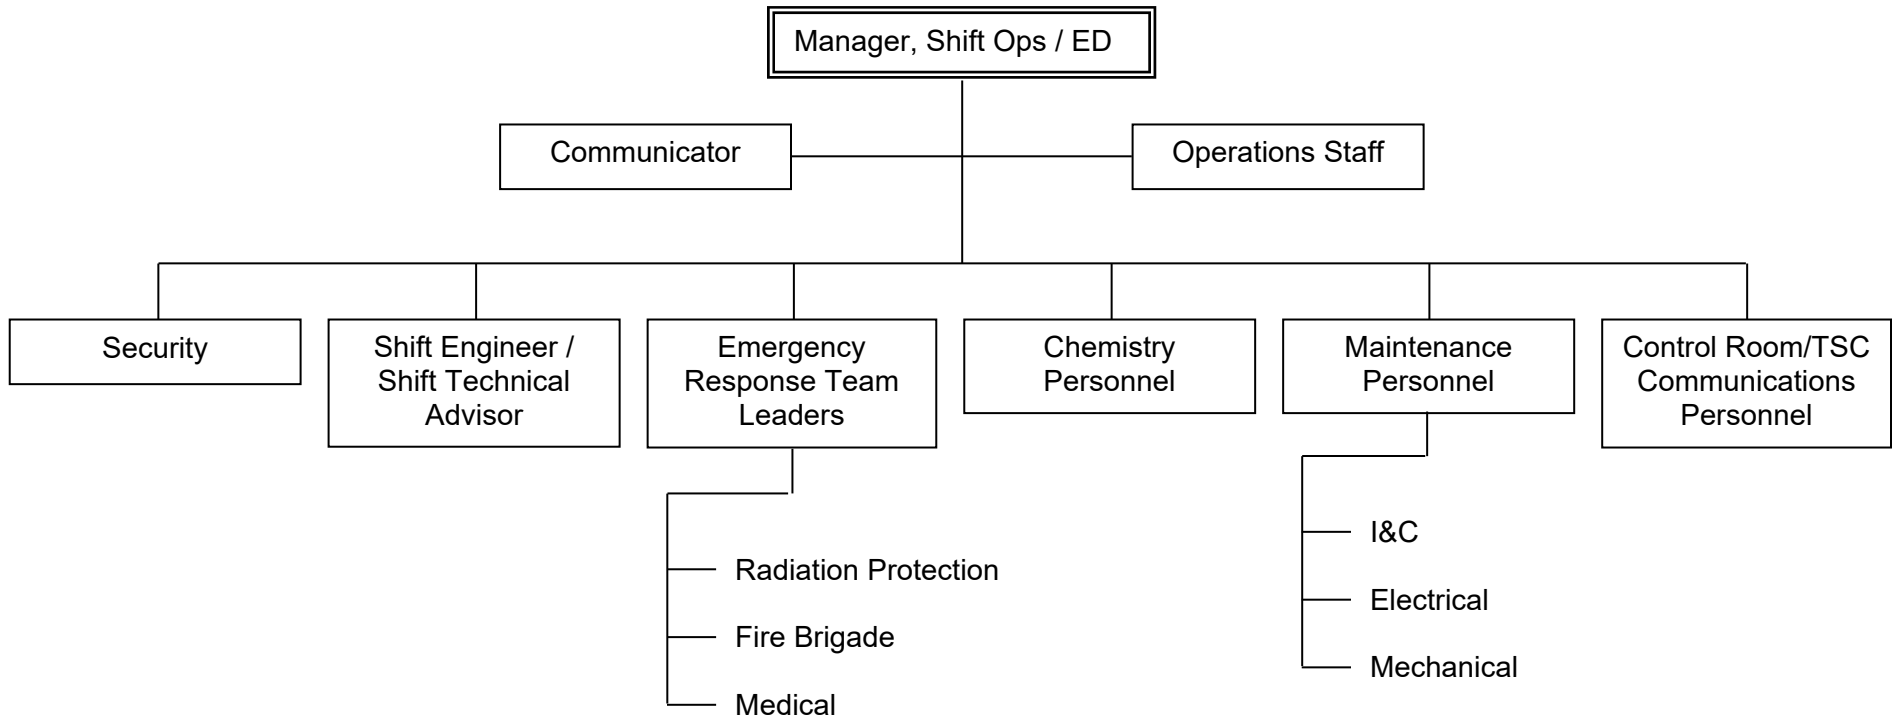 Manager, Shift Ops / ED
Communicator
Operations Staff
Security
Shift Engineer /
Shift Technical
Advisor
Emergency
Response Team
Leaders
Chemistry
Personnel
Maintenance
Personnel
Control Room/TSC
Communications
Personnel
Radiation Protection
Fire Brigade
Medical
I&C
Electrical
Mechanical